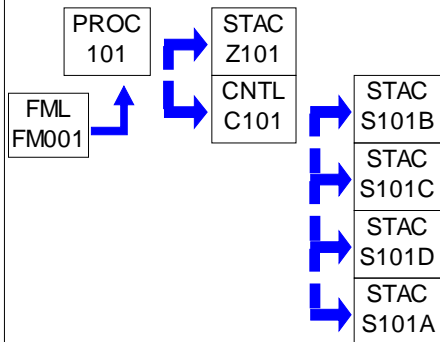 PROC
101
STAC
Z101
CNTL
C101
FML
FM001
STAC
S101B
STAC
S101C
STAC
S101D
STAC
S101A